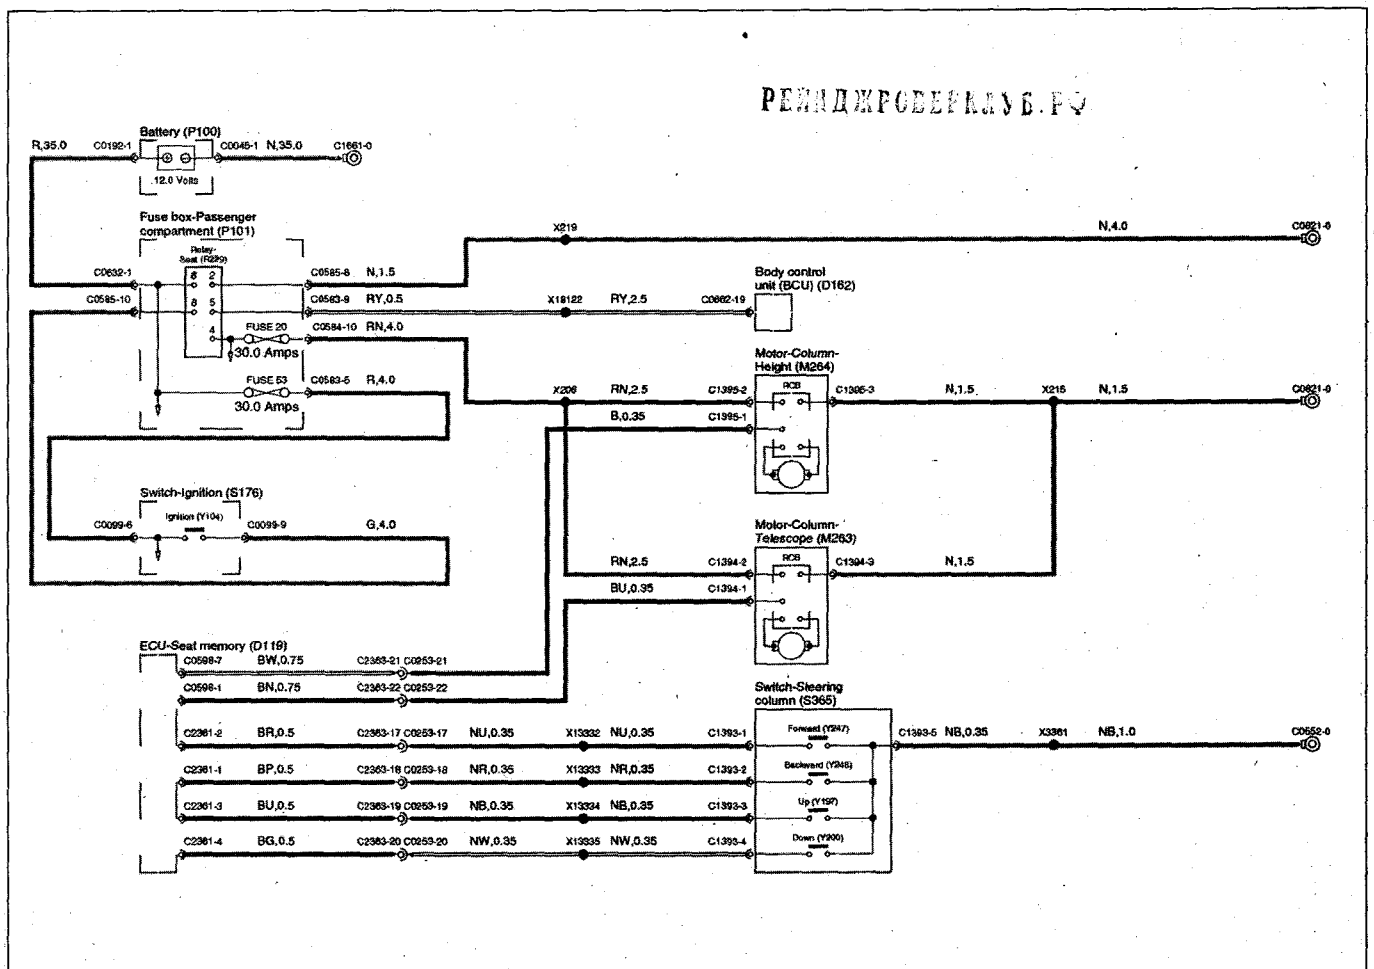 РЕЙНДЖРОВЕРКЛУБ.РФ
Battery (P100)
R,35.0 C0192-1 C0045-1 N,35.0 C1661-0
12.0 Volts
Fuse box-Passenger
compartment (P101)
X219 N,4.0 C0821-0
Relay-
Seat (R229)
C0632-1 6 2 C0585-8 N,1.5
Body control
unit (BCU) (D162)
C0585-10 8 5 C0583-9 RY,0.5 X18122 RY,2.5 C0662-19
4 FUSE 20 C0584-10 RN,4.0
30.0 Amps
Motor-Column-
Height (M264)
FUSE 53 C0583-5 R,4.0
30.0 Amps
X206 RN,2.5 C1395-2 RCB C1395-3 N,1.5 X215 N,1.5 C0821-0
B,0.35 C1395-1
Switch-Ignition (S176)
Ignition (Y104)
C0099-6 C0099-9 G,4.0
Motor-Column-
Telescope (M263)
RN,2.5 C1394-2 RCB C1394-3 N,1.5
BU,0.35 C1394-1
ECU-Seat memory (D119)
C0598-7 BW,0.75 C2363-21 C0253-21
C0598-1 BN,0.75 C2363-22 C0253-22
Switch-Steering
column (S365)
C2361-2 BR,0.5 C2363-17 C0253-17 NU,0.35 X13332 NU,0.35 C1393-1 Forward (Y247) C1393-5 NB,0.35 X3361 NB,1.0 C0552-0
C2361-1 BP,0.5 C2363-18 C0253-18 NR,0.35 X13333 NR,0.35 C1393-2 Backward (Y248)
C2361-3 BU,0.5 C2363-19 C0253-19 NB,0.35 X13334 NB,0.35 C1393-3 Up (Y197)
C2361-4 BG,0.5 C2363-20 C0253-20 NW,0.35 X13335 NW,0.35 C1393-4 Down (Y200)